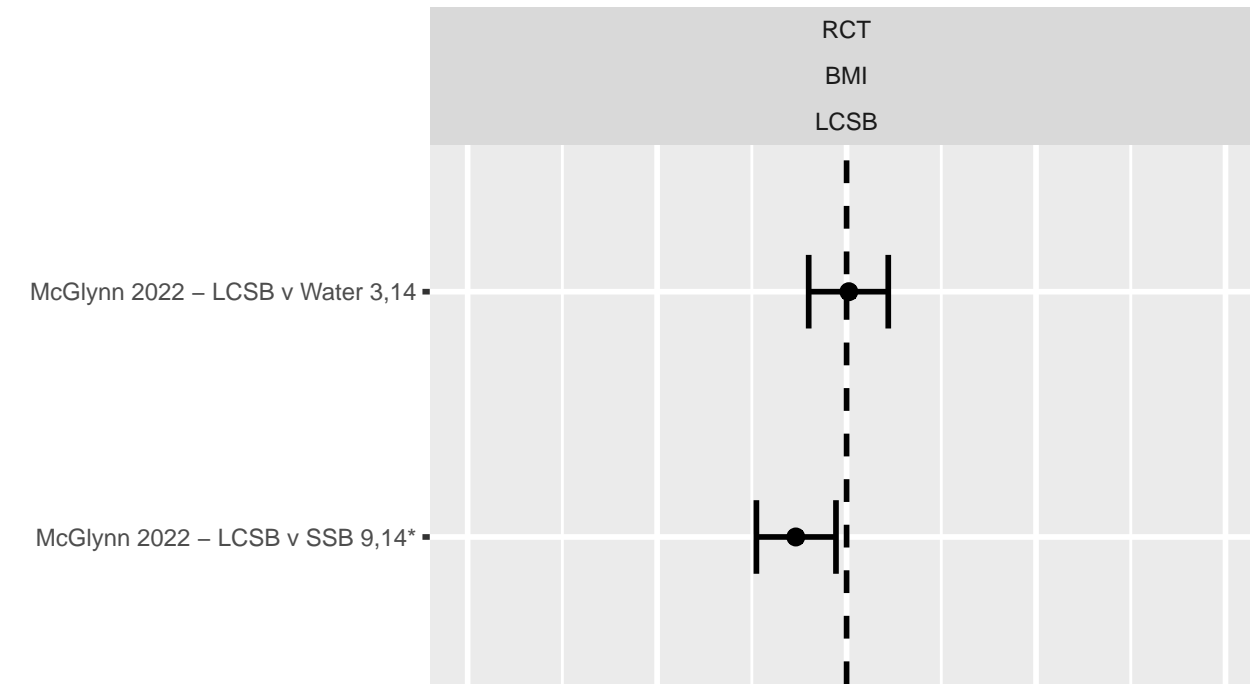 RCT
BMI
LCSB
McGlynn 2022 – LCSB v Water 3,14
McGlynn 2022 – LCSB v SSB 9,14*